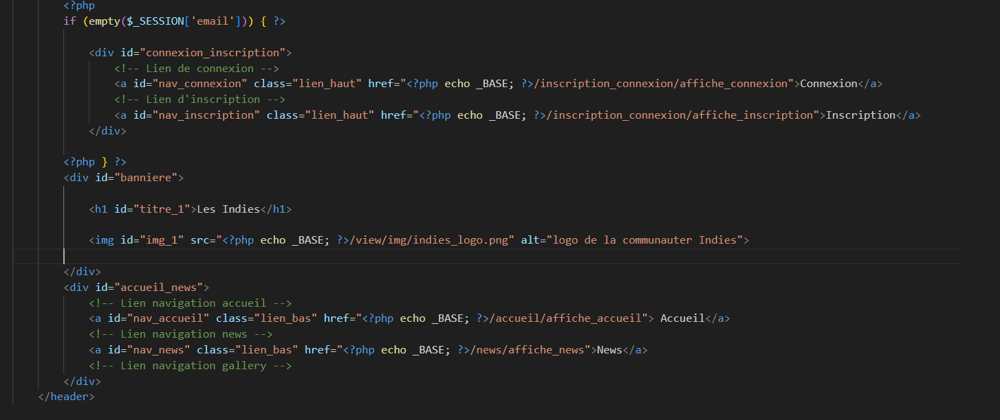 <?php
if (empty($_SESSION['email'])) { ?>
<div id="connexion_inscription">
<!-- Lien de connexion -->
<a id="nav_connexion" class="lien_haut" href="<?php echo _BASE; ?>/inscription_connexion/affiche_connexion">Connexion</a>
<!-- Lien d'inscription -->
<a id="nav_inscription" class="lien_haut" href="<?php echo _BASE; ?>/inscription_connexion/affiche_inscription">Inscription</a>
</div>
<?php } ?>
<div id="banniere">
<h1 id="titre_1">Les Indies</h1>
<img id="img_1" src="<?php echo _BASE; ?>/view/img/indies_logo.png" alt="logo de la communauter Indies">
</div>
<div id="accueil_news">
<!-- Lien navigation accueil -->
<a id="nav_accueil" class="lien_bas" href="<?php echo _BASE; ?>/accueil/affiche_accueil"> Accueil</a>
<!-- Lien navigation news -->
<a id="nav_news" class="lien_bas" href="<?php echo _BASE; ?>/news/affiche_news">News</a>
<!-- Lien navigation gallery -->
</div>
</header>